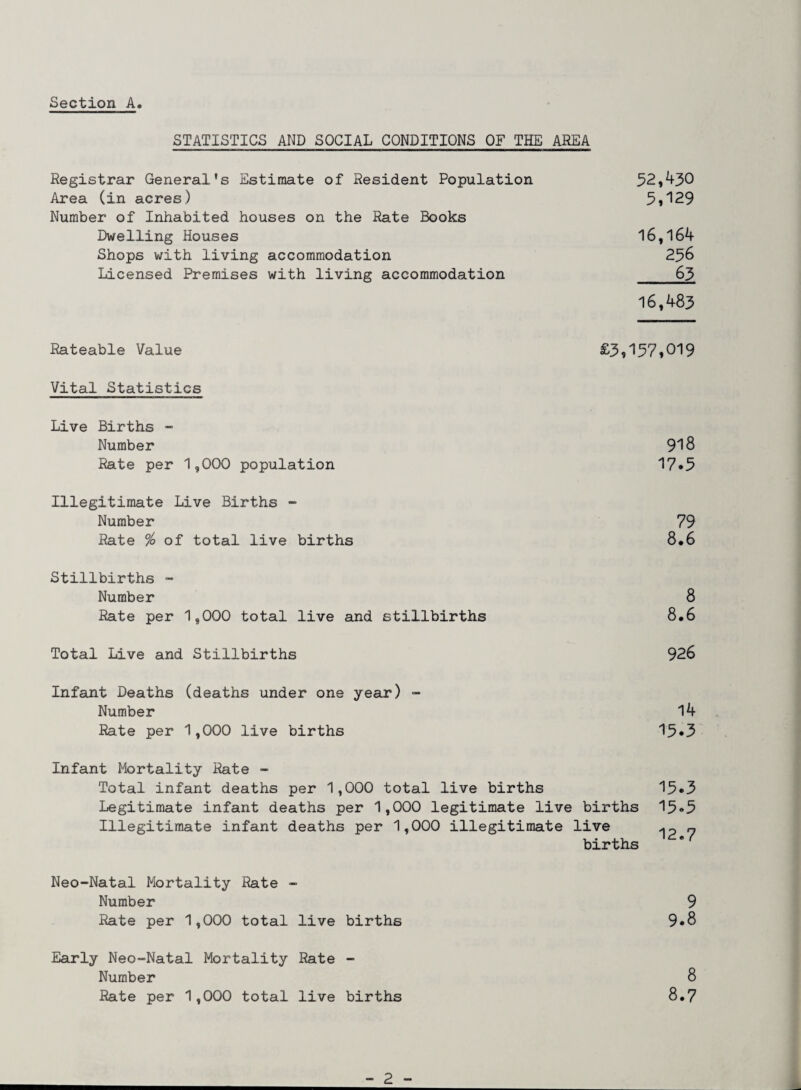 Section A.
STATISTICS AND SOCIAL CONDITIONS OF THE AREA
Registrar General's Estimate of Resident Population 52,430
Area (in acres) 5,129
Number of Inhabited houses on the Rate Books
Dwelling Houses 16,164
Shops with living accommodation 256
Licensed Premises with living accommodation 63
16,483
Rateable Value £3,157,019
Vital Statistics
Live Births -
Number 918
Rate per 1,000 population 17.5
Illegitimate Live Births -
Number 79
Rate % of total live births 8.6
Stillbirths -
Number 8
Rate per 1,000 total live and stillbirths 8.6
Total Live and Stillbirths 926
Infant Deaths (deaths under one year) -
Number 14
Rate per 1,000 live births 15.3
Infant Mortality Rate -
Total infant deaths per 1,000 total live births 15.3
Legitimate infant deaths per 1,000 legitimate live births 15.5
Illegitimate infant deaths per 1,000 illegitimate live births 12.7
Neo-Natal Mortality Rate -
Number 9
Rate per 1,000 total live births 9.8
Early Neo-Natal Mortality Rate -
Number 8
Rate per 1,000 total live births 8.7
- 2 -